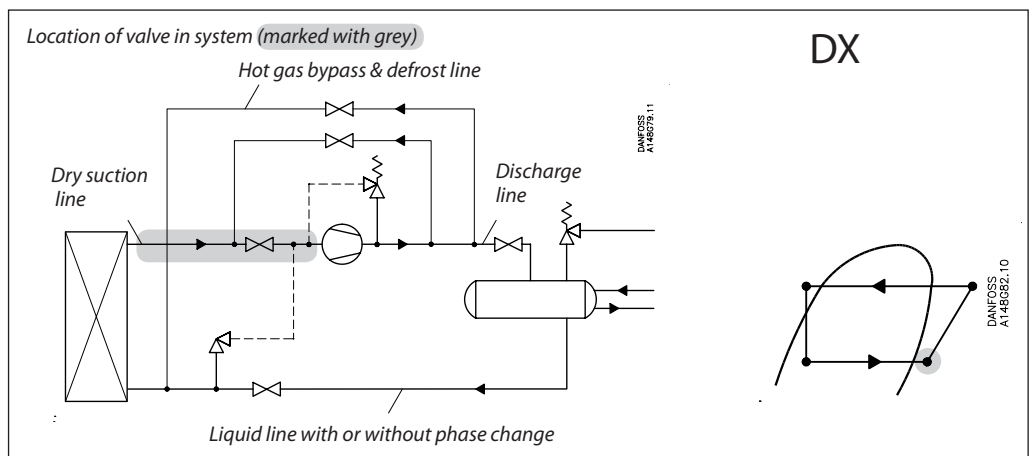 Location of valve in system (marked with grey)
DX
Hot gas bypass & defrost line
DANFOSS
A148G79.11
Dry suction
line
Discharge
line
DANFOSS
A148G82.10
Liquid line with or without phase change